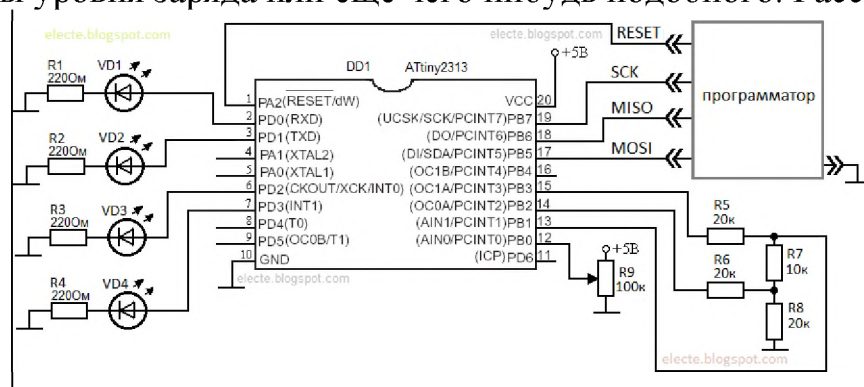 ы уровня заряда или еще чего нибудь подобного. Расс
electe.blogspot.com
electe.blogspot.com
RESET
+5В
R1
220Ом
VD1
DD1
ATtiny2313
SCK
программатор
1
PA2(RESET/dW)
VCC
20
2
PD0(RXD)
(UCSK/SCK/PCINT7)PB7
19
MISO
R2
220Ом
VD2
3
PD1(TXD)
(DO/PCINT6)PB6
18
4
PA1(XTAL2)
(DI/SDA/PCINT5)PB5
17
MOSI
5
PA0(XTAL1)
(OC1B/PCINT4)PB4
16
6
PD2(CKOUT/XCK/INT0)
(OC1A/PCINT3)PB3
15
R3
220Ом
VD3
7
PD3(INT1)
(OC0A/PCINT2)PB2
14
R5
20к
8
PD4(T0)
(AIN1/PCINT1)PB1
13
9
PD5(OC0B/T1)
(AIN0/PCINT0)PB0
12
+5В
R6
20к
R7
10к
10
GND
(ICP)PD6
11
R4
220Ом
VD4
electe.blogspot.com
R9
100к
R8
20к
electe.blogspot.com